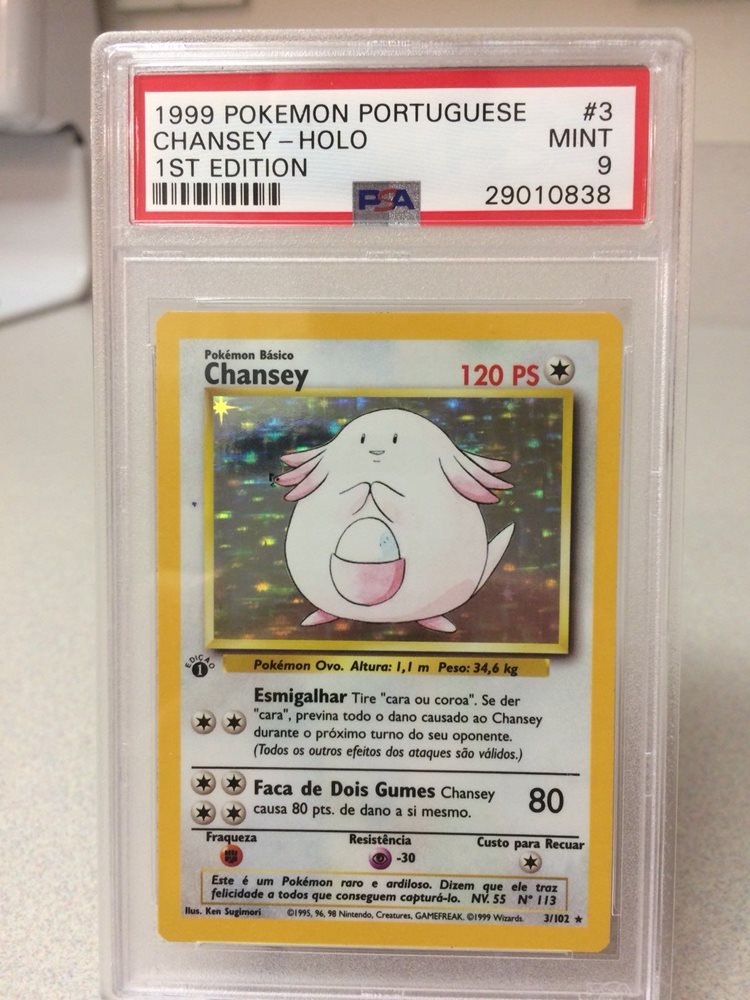 1999 POKEMON PORTUGUESE #3
CHANSEY – HOLO MINT
1ST EDITION 9
PSA 29010838
Pokémon Básico
Chansey 120 PS
EDIÇÃO
1
Pokémon Ovo. Altura: 1,1 m Peso: 34,6 kg
Esmigalhar Tire "cara ou coroa". Se der
"cara", previna todo o dano causado ao Chansey
durante o próximo turno do seu oponente.
(Todos os outros efeitos dos ataques são válidos.)
Faca de Dois Gumes Chansey 80
causa 80 pts. de dano a si mesmo.
Fraqueza Resistência Custo para Recuar
-30
Este é um Pokémon raro e ardiloso. Dizem que ele traz
felicidade a todos que conseguem capturá-lo. NV. 55 Nº 113
Ilus. Ken Sugimori ©1995, 96, 98 Nintendo, Creatures, GAMEFREAK. ©1999 Wizards. 3/102 ★